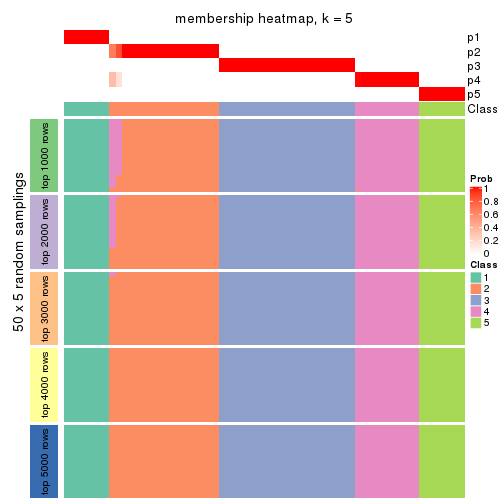 membership heatmap, k = 5
p1
p2
p3
p4
p5
Class
50 x 5 random samplings
top 1000 rows
top 2000 rows
top 3000 rows
top 4000 rows
top 5000 rows
Prob
1
0.8
0.6
0.4
0.2
0
Class
1
2
3
4
5